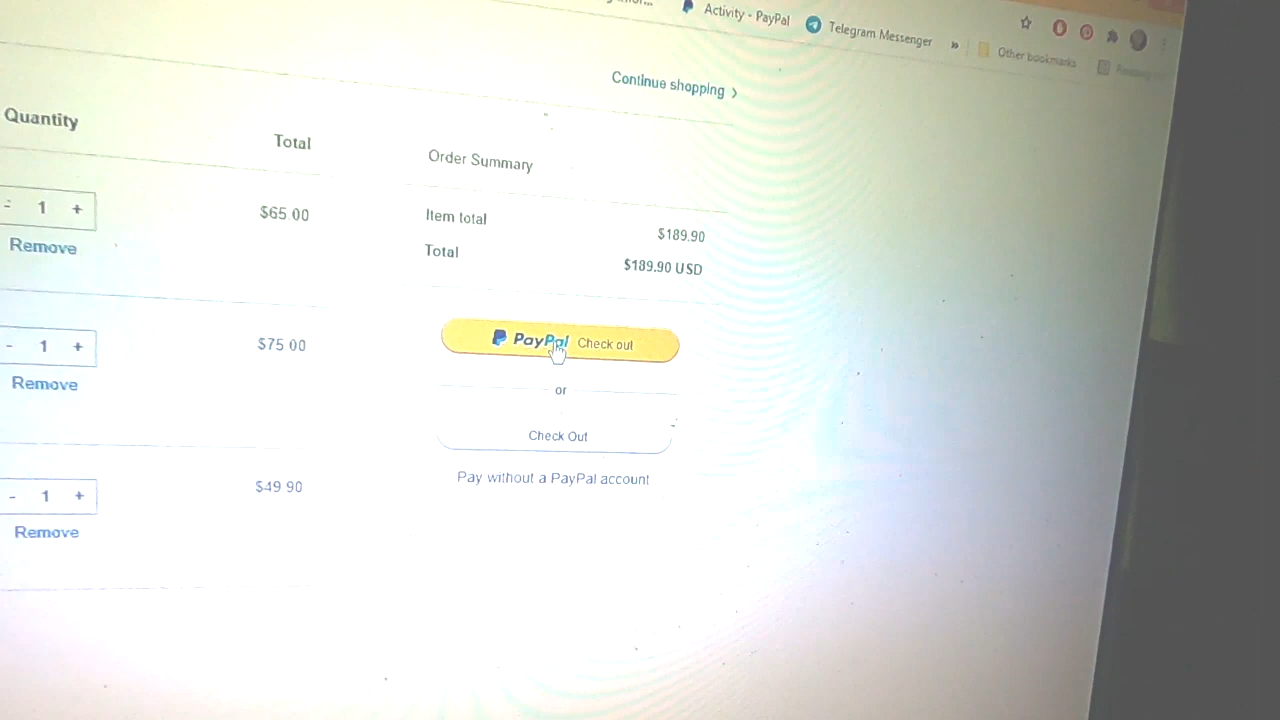 Activity - PayPal
Telegram Messenger
»
Other bookmarks
Continue shopping >
Quantity
Total
Order Summary
- 1 +
$65.00
Remove
Item total
$189.90
Total
$189.90 USD
- 1 +
$75.00
Remove
PayPal Check out
or
Check Out
Pay without a PayPal account
- 1 +
$49.90
Remove